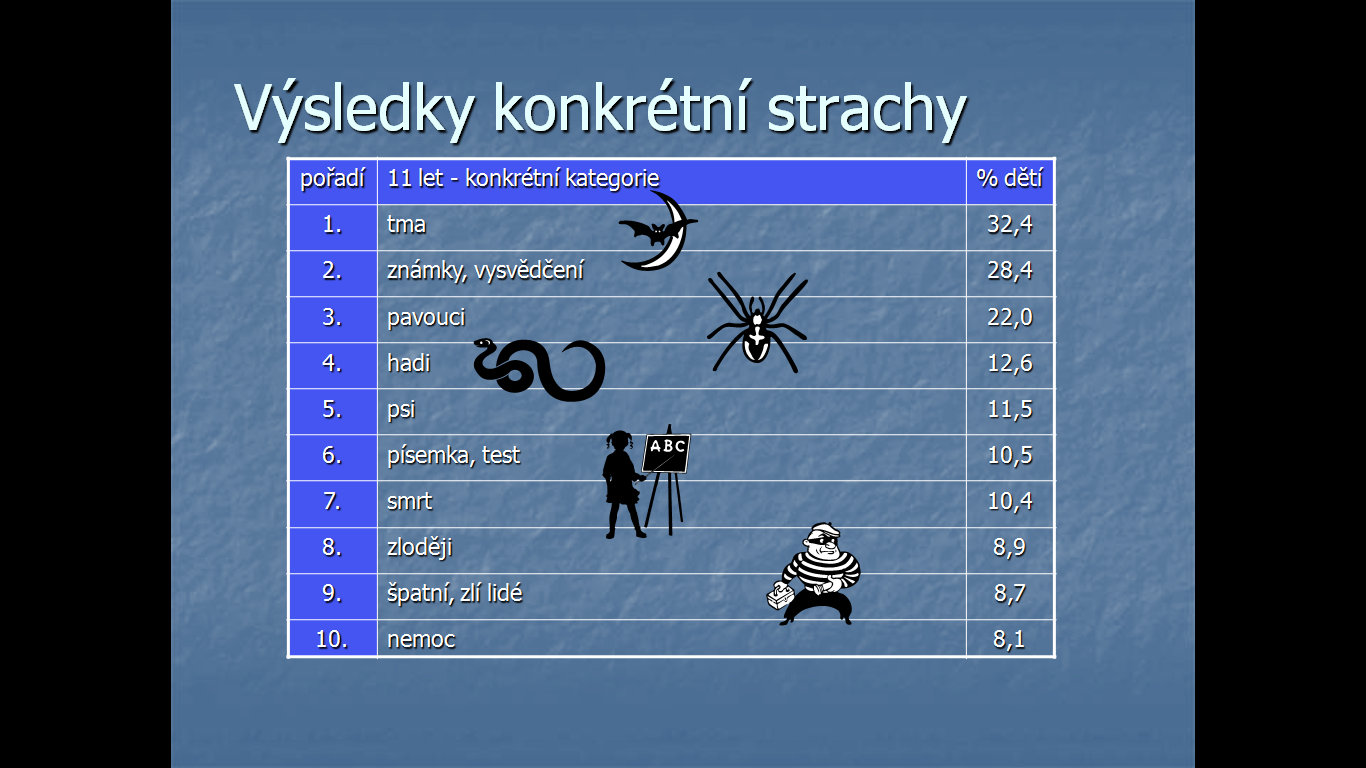 Výsledky konkrétní strachy
pořadí 11 let - konkrétní kategorie % dětí
1. tma 32,4
2. známky, vysvědčení 28,4
3. pavouci 22,0
4. hadi 12,6
5. psi 11,5
6. písemka, test 10,5
ABC
7. smrt 10,4
8. zloději 8,9
9. špatní, zlí lidé 8,7
10. nemoc 8,1